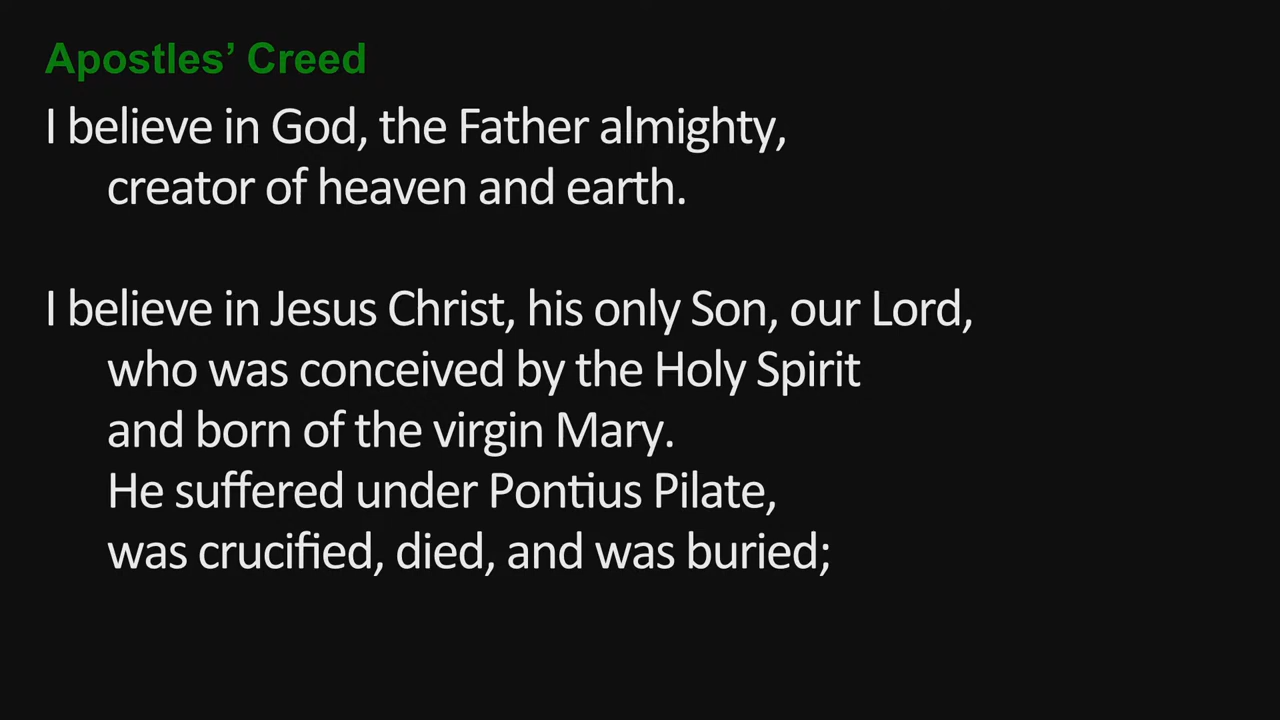 Apostles’ Creed
I believe in God, the Father almighty,
creator of heaven and earth.
I believe in Jesus Christ, his only Son, our Lord,
who was conceived by the Holy Spirit
and born of the virgin Mary.
He suffered under Pontius Pilate,
was crucified, died, and was buried;